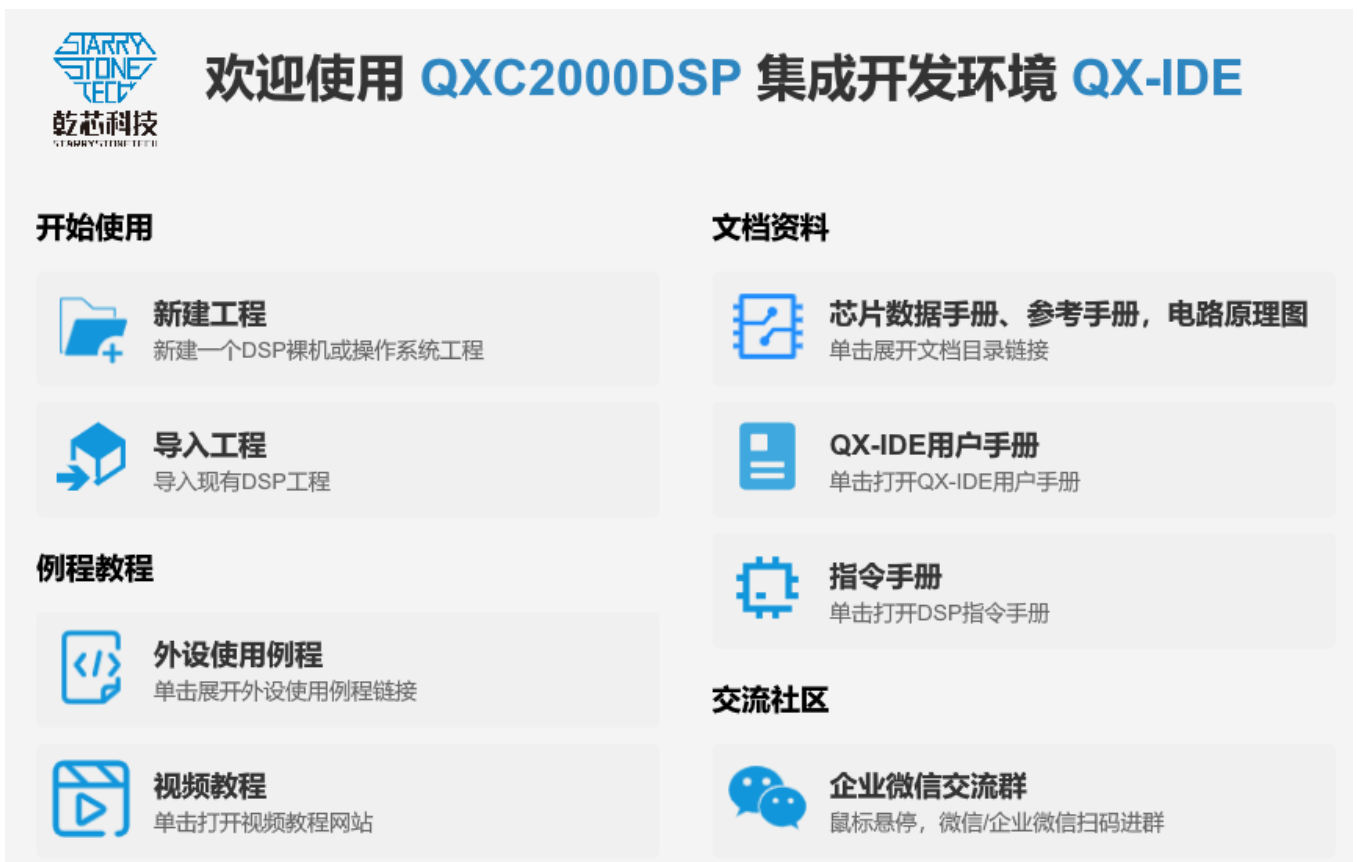 STARRY
STONE
TECH
乾芯科技
STARRYSTONETECH
欢迎使用 QXC2000DSP 集成开发环境 QX-IDE
开始使用
新建工程
新建一个DSP裸机或操作系统工程
导入工程
导入现有DSP工程
例程教程
外设使用例程
单击展开外设使用例程链接
视频教程
单击打开视频教程网站
文档资料
芯片数据手册、参考手册，电路原理图
单击展开文档目录链接
QX-IDE用户手册
单击打开QX-IDE用户手册
指令手册
单击打开DSP指令手册
交流社区
企业微信交流群
鼠标悬停，微信/企业微信扫码进群